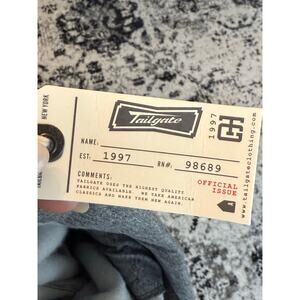 NEW YORK
Tailgate
1997
www.tailgateclothing.com
NAME:
EST. 1997 RN#. 98689
COMMENTS:
TAILGATE USES THE HIGHEST QUALITY
FABRICS AVAILABLE. WE TAKE AMERICAN
CLASSICS AND MAKE THEM NEW AGAIN.
OFFICIAL
ISSUE